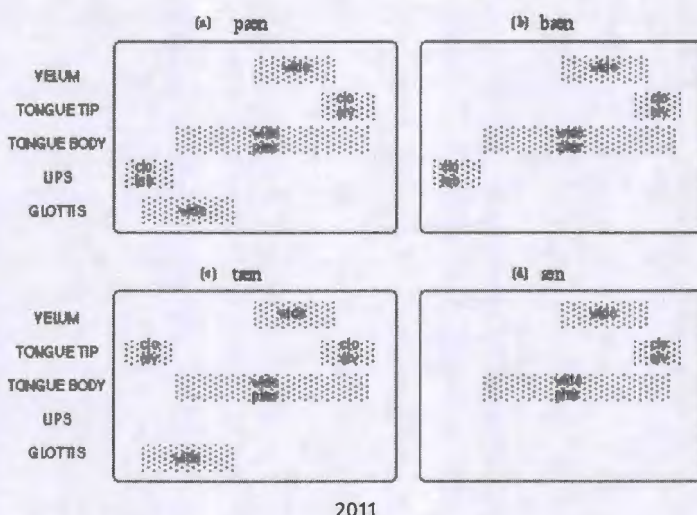 (a) pæn
(b) bæn
VELUM
wide
wide
TONGUE TIP
clo
alv
clo
alv
TONGUE BODY
wide
phar
wide
phar
LIPS
clo
lab
clo
lab
GLOTTIS
wide
(c) tæn
(d) æn
VELUM
wide
wide
TONGUE TIP
clo
alv
clo
alv
clo
alv
TONGUE BODY
wide
phar
wide
phar
LIPS
GLOTTIS
wide
2011